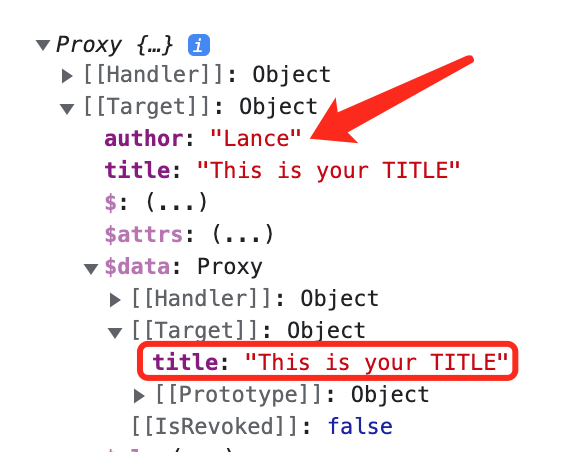 Proxy {…} i
[[Handler]]: Object
[[Target]]: Object
author: "Lance"
title: "This is your TITLE"
$: (...)
$attrs: (...)
$data: Proxy
[[Handler]]: Object
[[Target]]: Object
title: "This is your TITLE"
[[Prototype]]: Object
[[IsRevoked]]: false